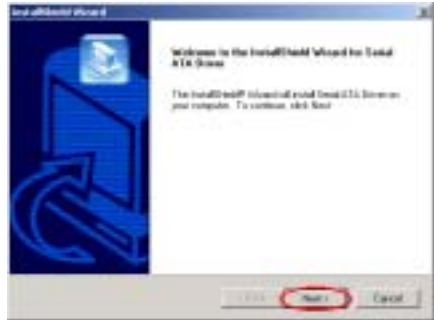 InstallShield Wizard
Welcome to the InstallShield Wizard for Serial
ATA Driver
The InstallShield® Wizard will install Serial ATA Driver on
your computer. To continue, click Next
Next >
Cancel